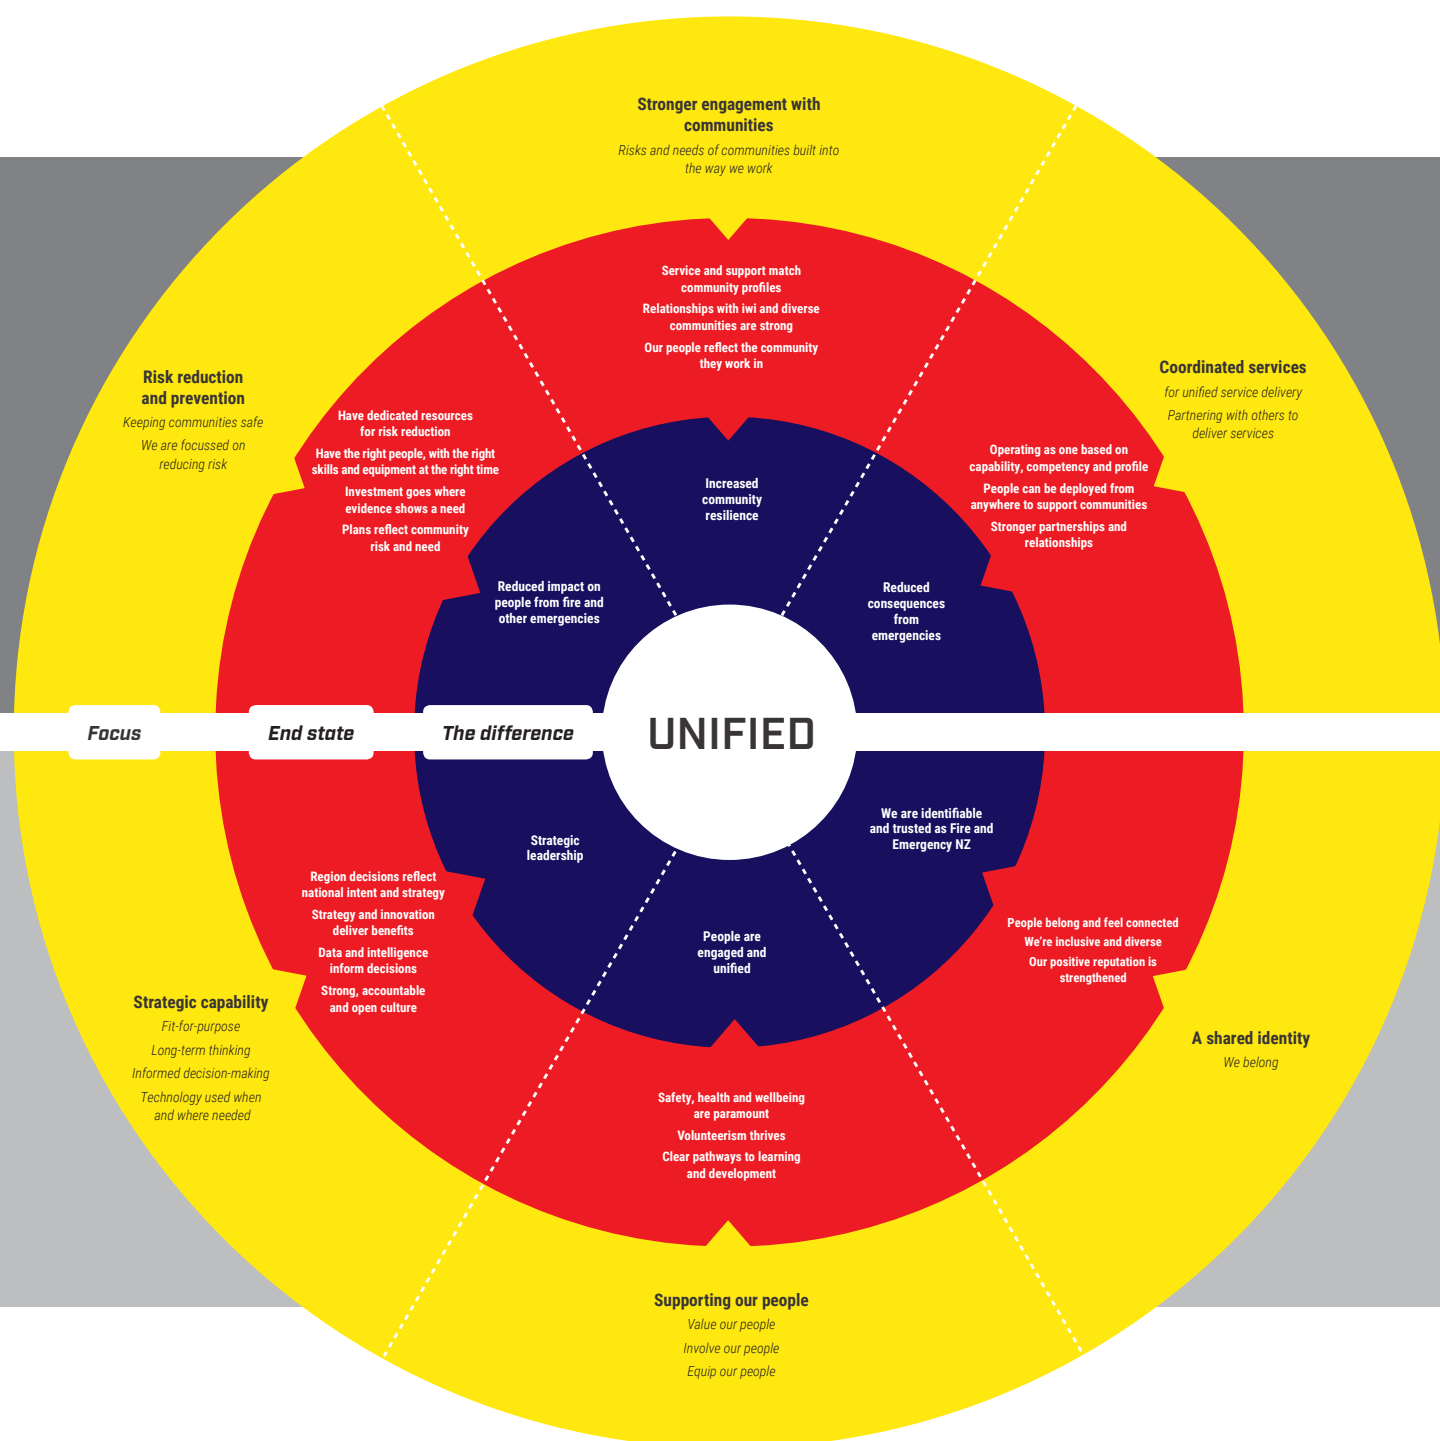 Stronger engagement with
communities
Risks and needs of communities built into
the way we work
Service and support match
community profiles
Relationships with iwi and diverse
communities are strong
Our people reflect the community
they work in
Increased
community
resilience
Risk reduction
and prevention
Keeping communities safe
We are focussed on
reducing risk
Have dedicated resources
for risk reduction
Have the right people, with the right
skills and equipment at the right time
Investment goes where
evidence shows a need
Plans reflect community
risk and need
Reduced impact on
people from fire and
other emergencies
Coordinated services
for unified service delivery
Partnering with others to
deliver services
Operating as one based on
capability, competency and profile
People can be deployed from
anywhere to support communities
Stronger partnerships and
relationships
Reduced
consequences
from
emergencies
Focus
End state
The difference
UNIFIED
Strategic
leadership
Region decisions reflect
national intent and strategy
Strategy and innovation
deliver benefits
Data and intelligence
inform decisions
Strong, accountable
and open culture
Strategic capability
Fit-for-purpose
Long-term thinking
Informed decision-making
Technology used when
and where needed
We are identifiable
and trusted as Fire and
Emergency NZ
People belong and feel connected
We're inclusive and diverse
Our positive reputation is
strengthened
A shared identity
We belong
People are
engaged and
unified
Safety, health and wellbeing
are paramount
Volunteerism thrives
Clear pathways to learning
and development
Supporting our people
Value our people
Involve our people
Equip our people